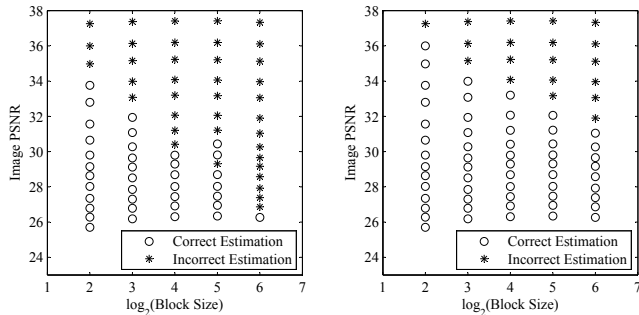 38
36
34
32
30
28
26
24
Image PSNR
1 2 3 4 5 6 7
log2(Block Size)
Correct Estimation
Incorrect Estimation
38
36
34
32
30
28
26
24
Image PSNR
1 2 3 4 5 6 7
log2(Block Size)
Correct Estimation
Incorrect Estimation